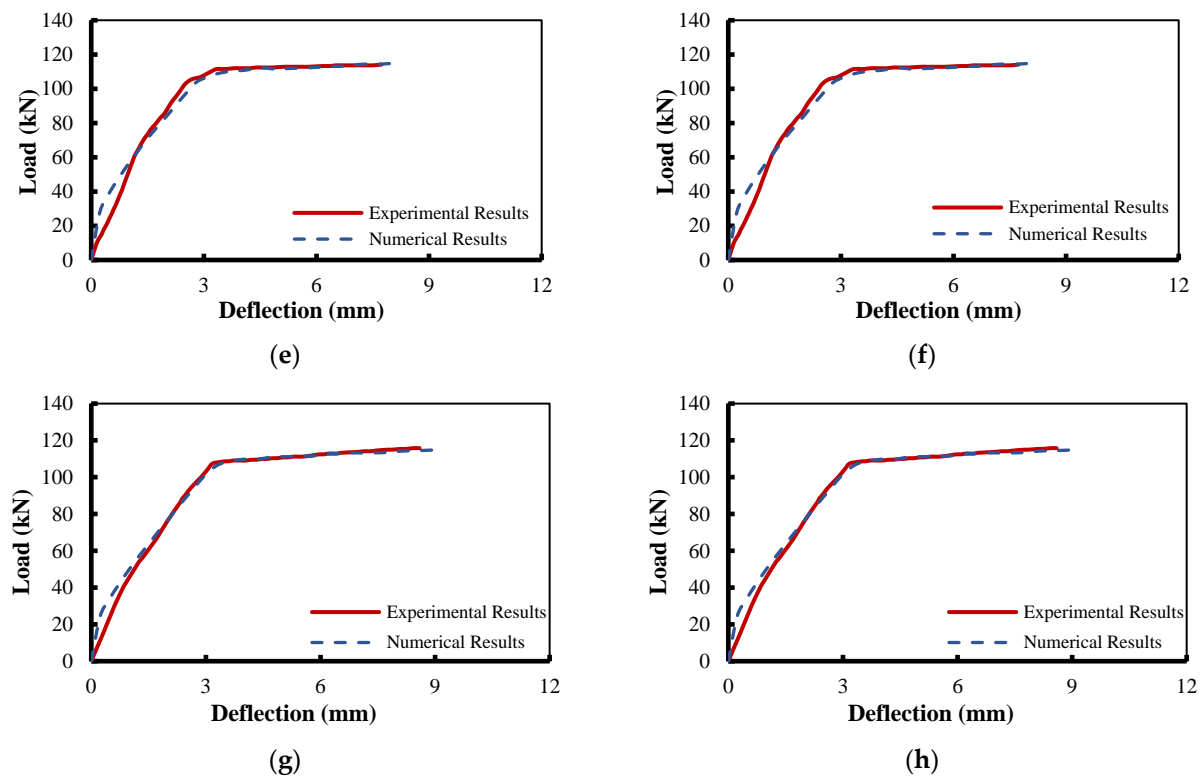 140
120
100
80
60
40
20
0
Load (kN)
Experimental Results
Numerical Results
0 3 6 9 12
Deflection (mm)
(e)
140
120
100
80
60
40
20
0
Load (kN)
Experimental Results
Numerical Results
0 3 6 9 12
Deflection (mm)
(f)
140
120
100
80
60
40
20
0
Load (kN)
Experimental Results
Numerical Results
0 3 6 9 12
Deflection (mm)
(g)
140
120
100
80
60
40
20
0
Load (kN)
Experimental Results
Numerical Results
0 3 6 9 12
Deflection (mm)
(h)